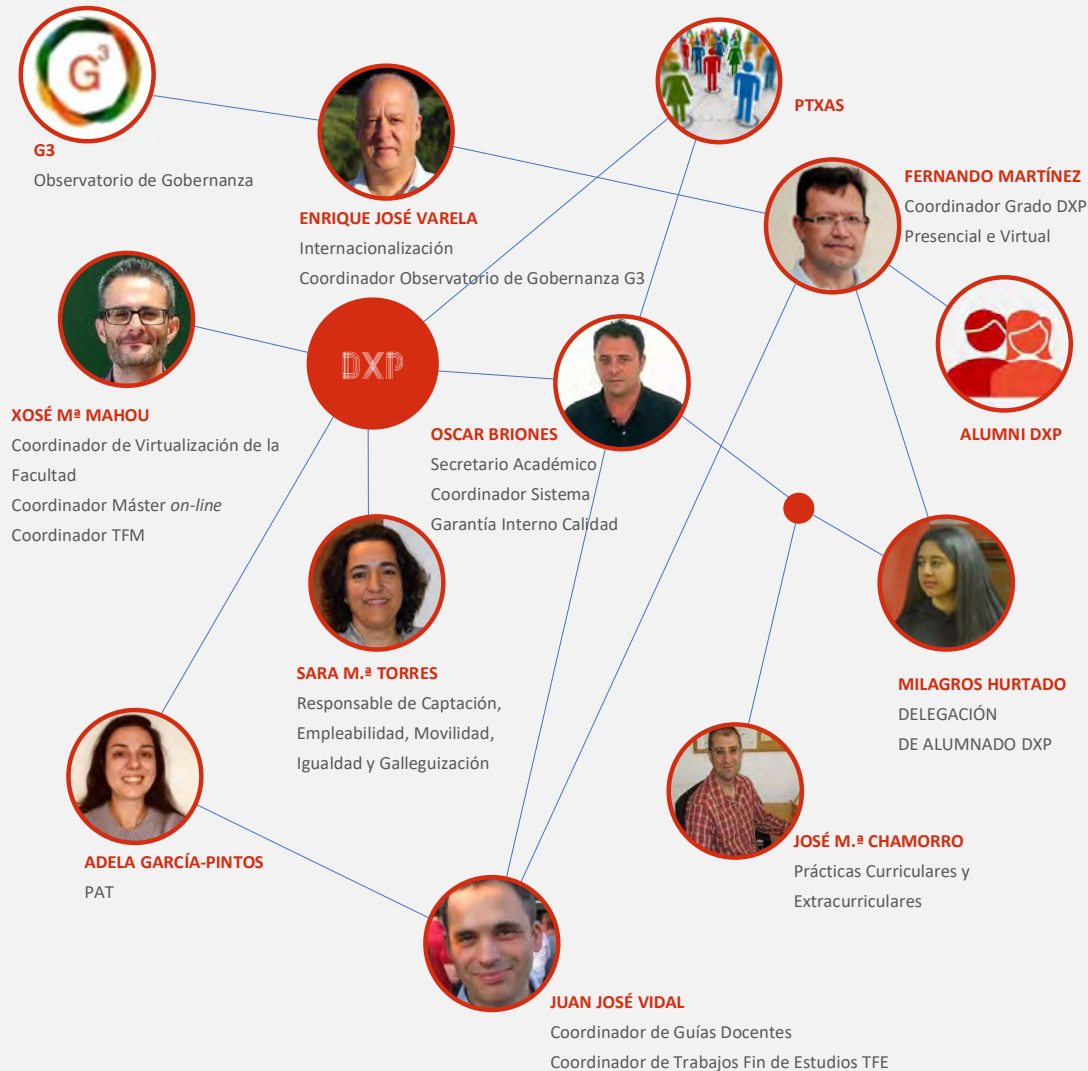 G3
G3
Observatorio de Gobernanza
ENRIQUE JOSÉ VARELA
Internacionalización
Coordinador Observatorio de Gobernanza G3
PTXAS
FERNANDO MARTÍNEZ
Coordinador Grado DXP
Presencial e Virtual
ALUMNI DXP
DXP
XOSÉ Mª MAHOU
Coordinador de Virtualización de la
Facultad
Coordinador Máster on-line
Coordinador TFM
OSCAR BRIONES
Secretario Académico
Coordinador Sistema
Garantía Interno Calidad
SARA M.ª TORRES
Responsable de Captación,
Empleabilidad, Movilidad,
Igualdad y Galleguización
MILAGROS HURTADO
DELEGACIÓN
DE ALUMNADO DXP
ADELA GARCÍA-PINTOS
PAT
JOSÉ M.ª CHAMORRO
Prácticas Curriculares y
Extracurriculares
JUAN JOSÉ VIDAL
Coordinador de Guías Docentes
Coordinador de Trabajos Fin de Estudios TFE